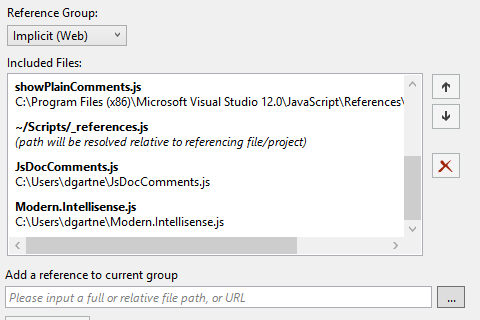 Reference Group:
Implicit (Web)
Included Files:
showPlainComments.js
C:\Program Files (x86)\Microsoft Visual Studio 12.0\JavaScript\References\
~/Scripts/_references.js
(path will be resolved relative to referencing file/project)
JsDocComments.js
C:\Users\dgartne\JsDocComments.js
Modern.Intellisense.js
C:\Users\dgartne\Modern.Intellisense.js
Add a reference to current group
Please input a full or relative file path, or URL
...